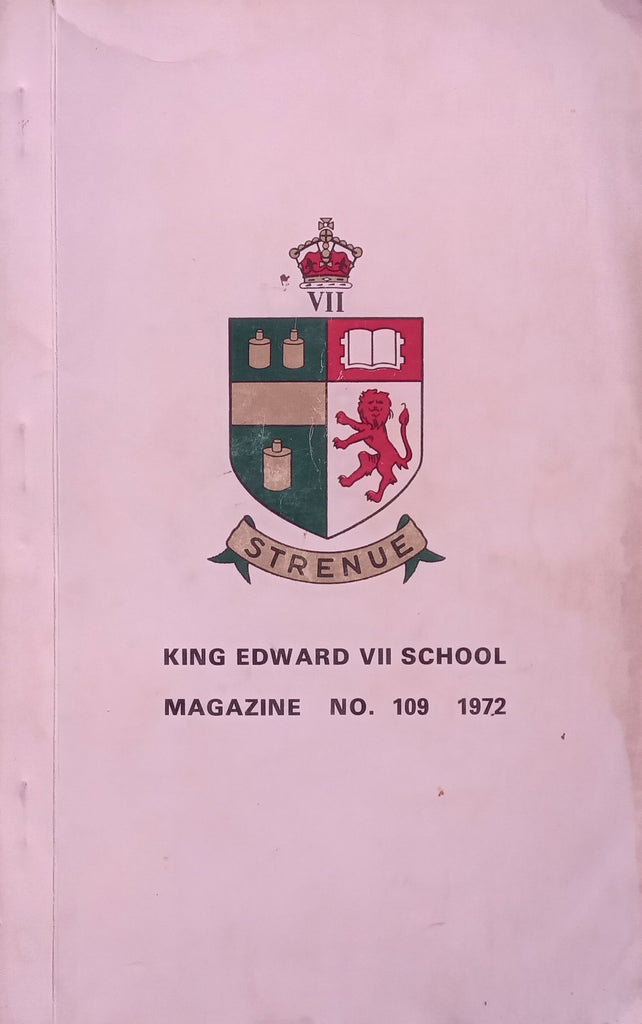 VII
STRENUE
KING EDWARD VII SCHOOL
MAGAZINE NO. 109 1972